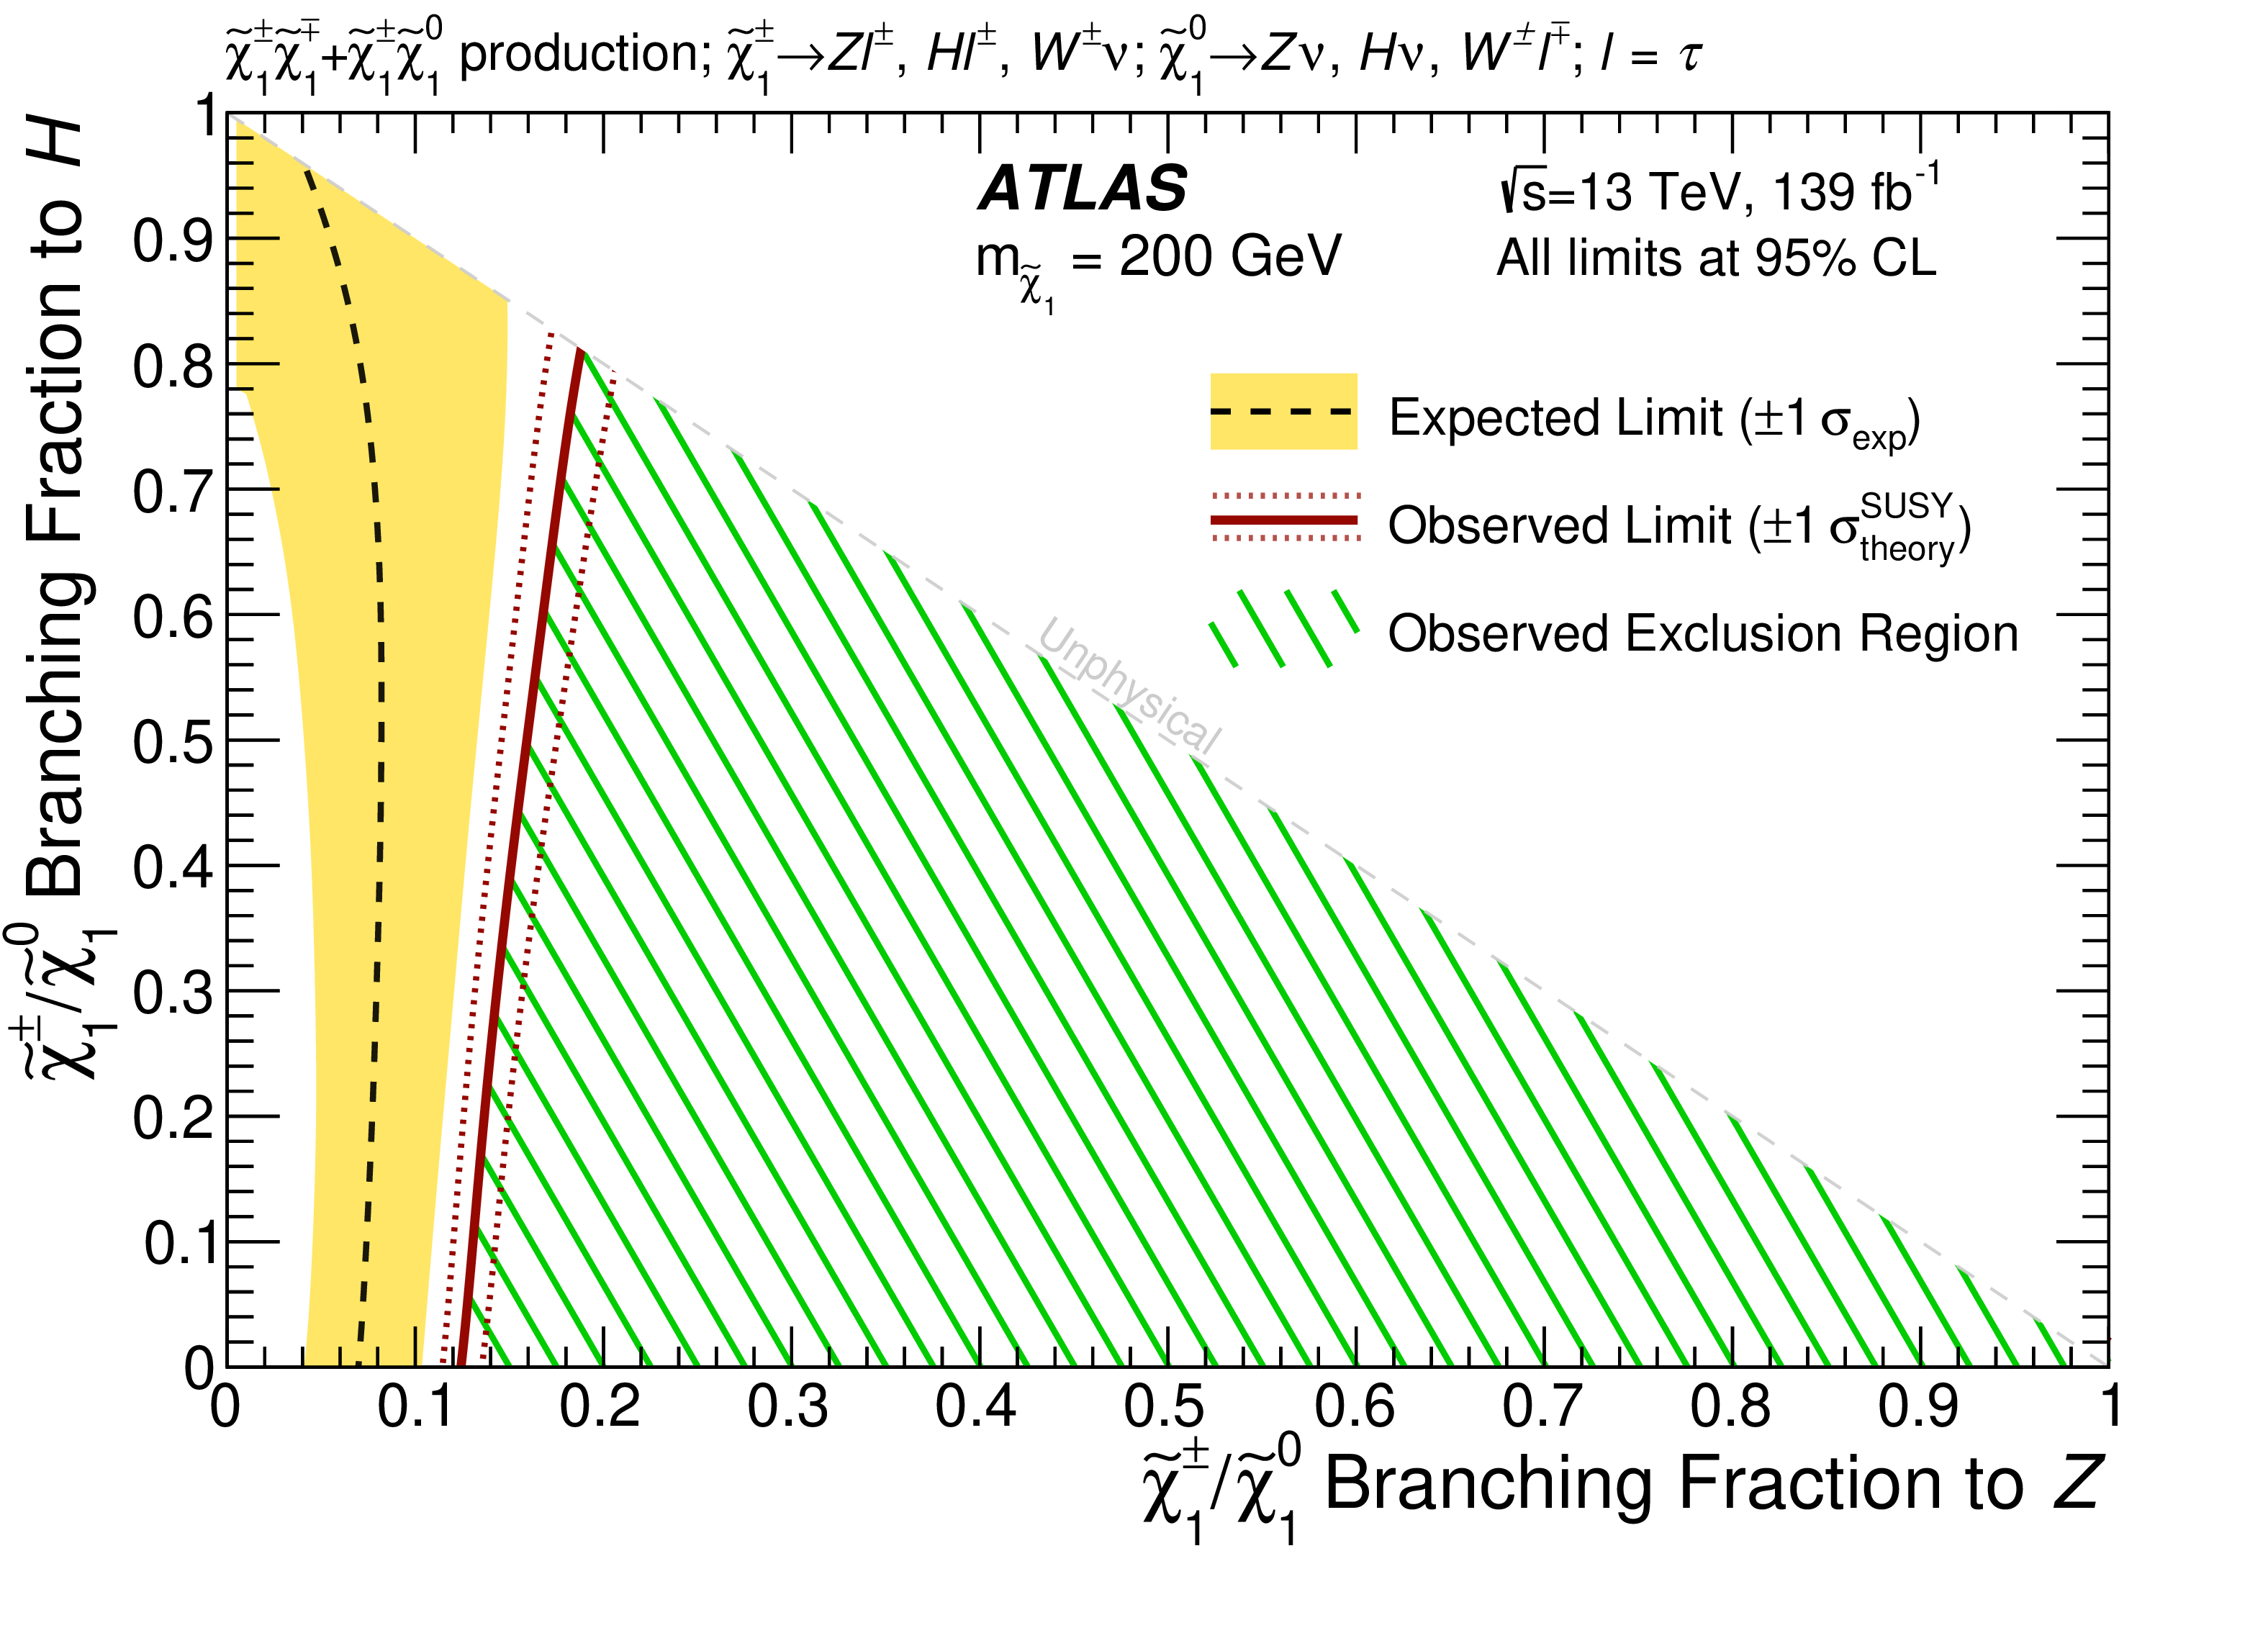 χ̃₁±χ̃₁∓+χ̃₁±χ̃₁⁰ production; χ̃₁±→Zl±, Hl±, W±ν; χ̃₁⁰→Zν, Hν, W±l∓; l = τ
χ̃₁±/χ̃₁⁰ Branching Fraction to H
1
0.9
0.8
0.7
0.6
0.5
0.4
0.3
0.2
0.1
0
ATLAS
m_χ̃₁ = 200 GeV
√s=13 TeV, 139 fb⁻¹
All limits at 95% CL
Expected Limit (±1 σ_exp)
Observed Limit (±1 σ_theory^SUSY)
Observed Exclusion Region
Unphysical
0 0.1 0.2 0.3 0.4 0.5 0.6 0.7 0.8 0.9 1
χ̃₁±/χ̃₁⁰ Branching Fraction to Z